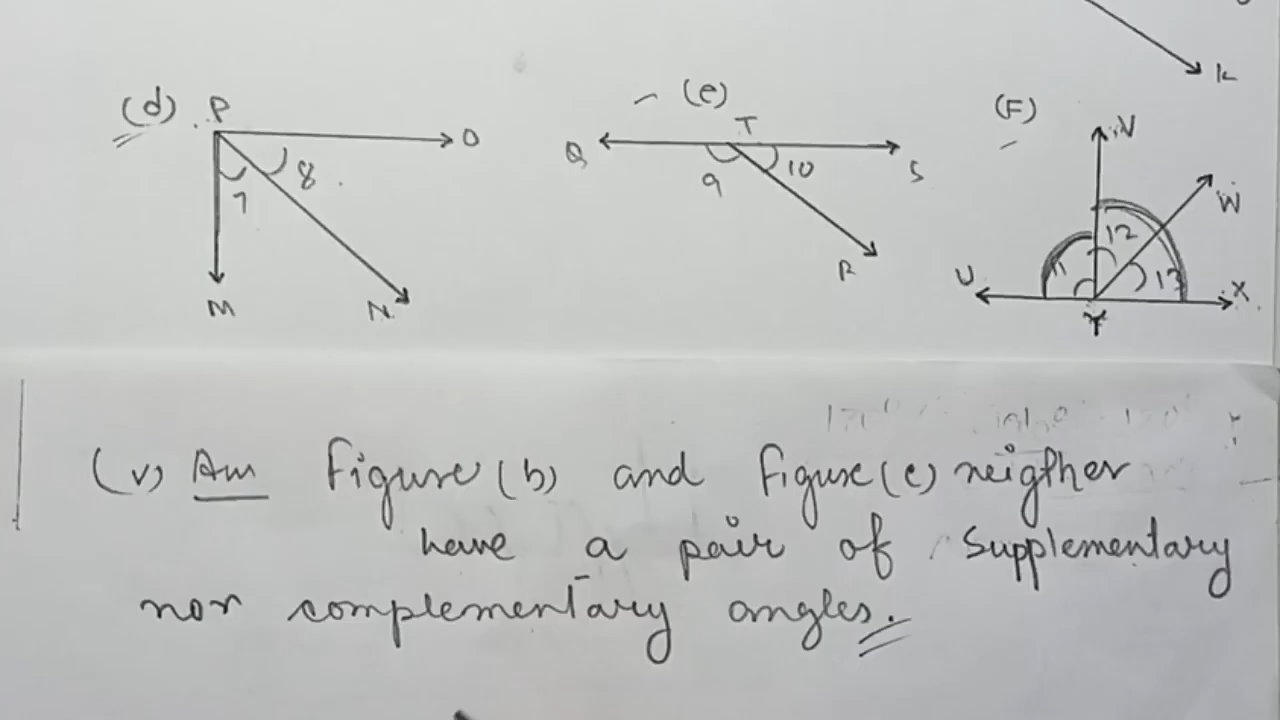 K
(d) P
O
8
7
M
N
(e)
T
Q
S
9
10
R
(F)
V
W
12
11
13
U
X
Y
(v) Ans Figure (b) and figure (c) neigther
have a pair of Supplementary
nor complementary angles.